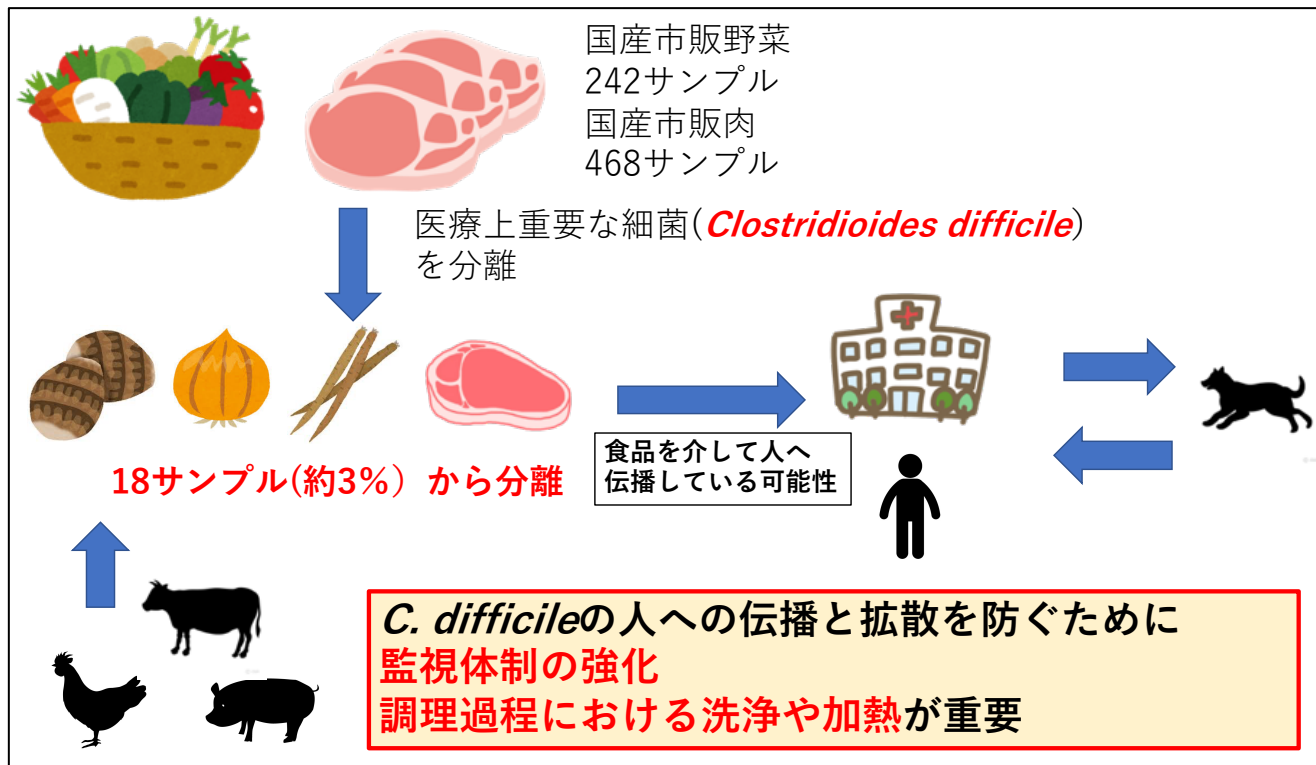 国産市販野菜
242サンプル
国産市販肉
468サンプル
医療上重要な細菌(Clostridioides difficile)
を分離
18サンプル(約3%）から分離
食品を介して人へ
伝播している可能性
C. difficileの人への伝播と拡散を防ぐために
監視体制の強化
調理過程における洗浄や加熱が重要